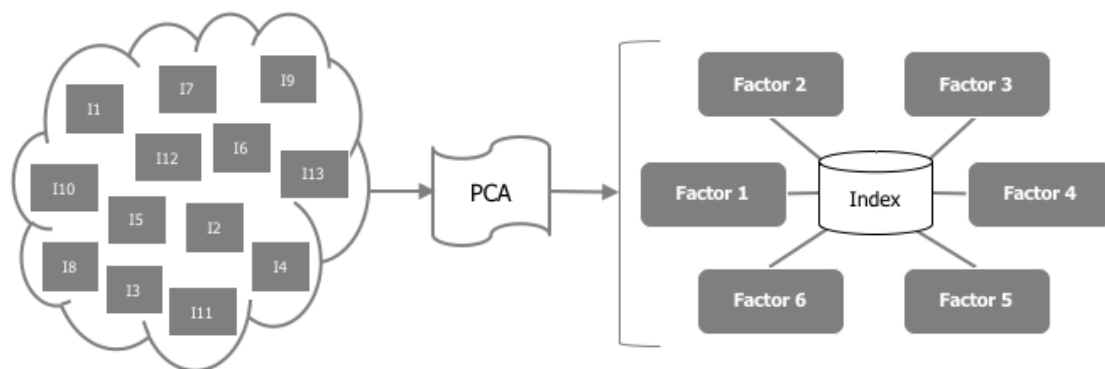 I1
I7
I9
I12
I6
I10
I13
I5
I2
I8
I3
I4
I11
PCA
Factor 2
Factor 3
Factor 1
Index
Factor 4
Factor 6
Factor 5